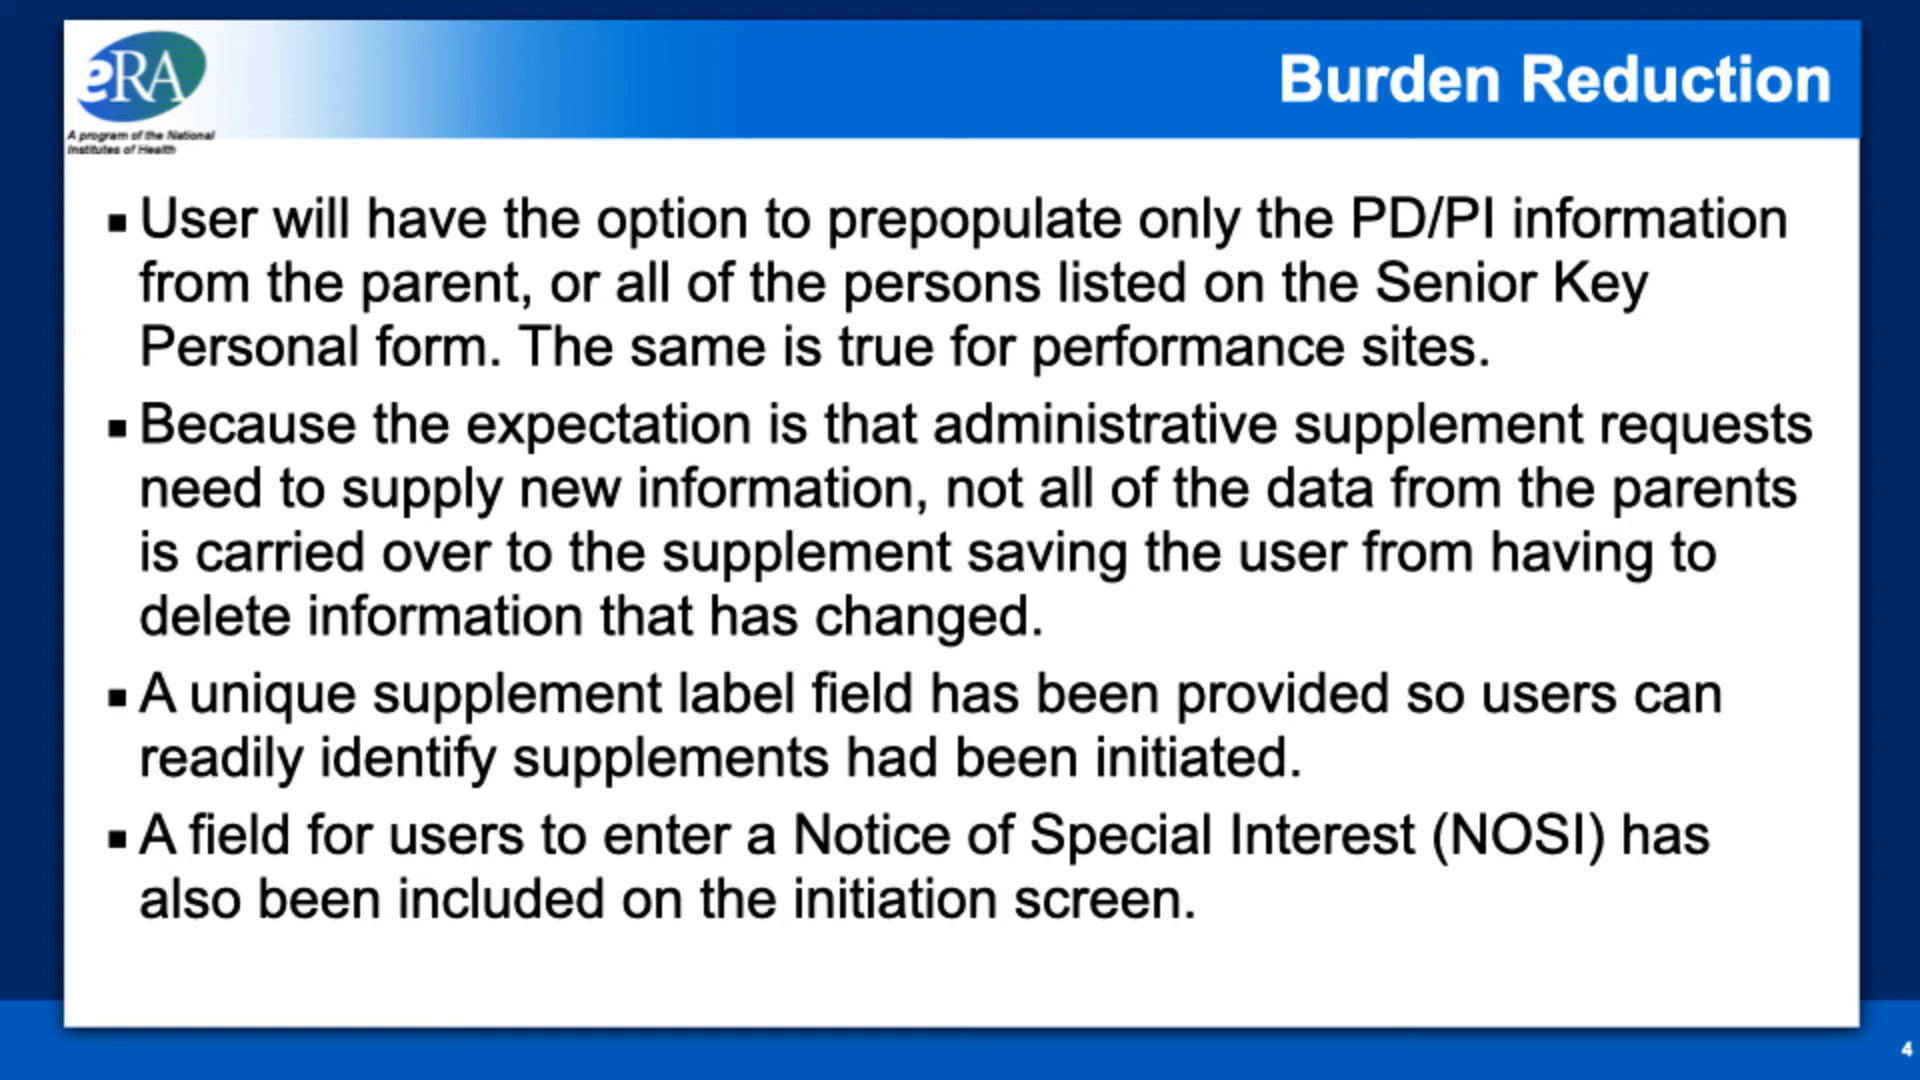 eRA
A program of the National
Institutes of Health
Burden Reduction
▪ User will have the option to prepopulate only the PD/PI information
from the parent, or all of the persons listed on the Senior Key
Personal form. The same is true for performance sites.
▪ Because the expectation is that administrative supplement requests
need to supply new information, not all of the data from the parents
is carried over to the supplement saving the user from having to
delete information that has changed.
▪ A unique supplement label field has been provided so users can
readily identify supplements had been initiated.
▪ A field for users to enter a Notice of Special Interest (NOSI) has
also been included on the initiation screen.
4